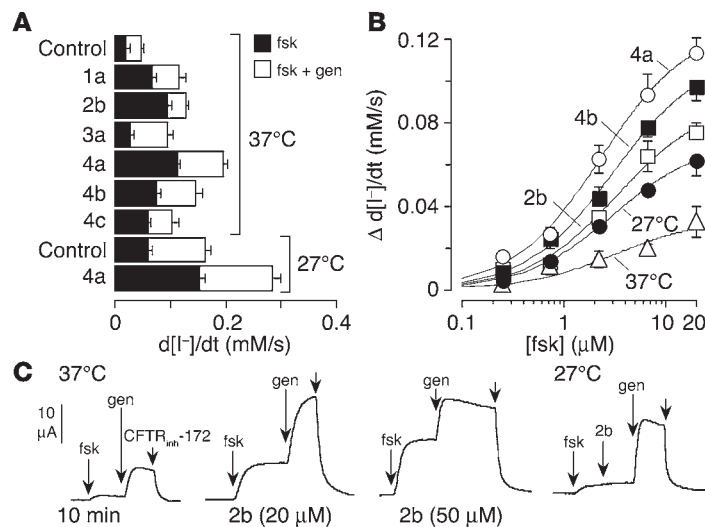 A
Control
1a
2b
3a
4a
4b
4c
Control
4a
fsk
fsk + gen
37°C
27°C
0
0.2
0.4
d[I⁻]/dt (mM/s)
B
0.12
0.08
0.04
0
Δ d[I⁻]/dt (mM/s)
4a
4b
2b
27°C
37°C
0.1
1
10
20
[fsk] (μM)
C
37°C
27°C
10
μA
fsk
gen
CFTRinh-172
10 min
fsk
gen
2b (20 μM)
fsk
gen
2b (50 μM)
fsk
2b
gen